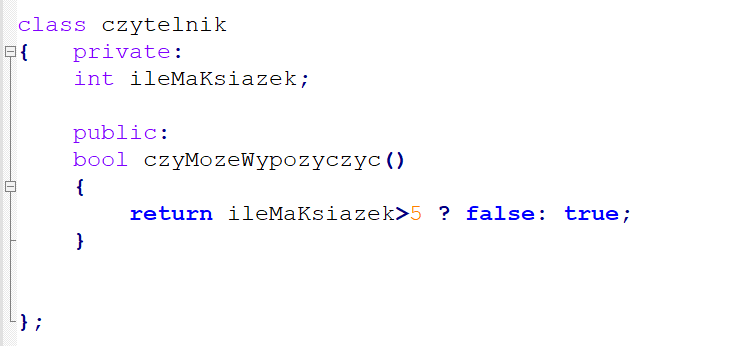 class czytelnik
{ private:
int ileMaKsiazek;
public:
bool czyMozeWypozyczyc()
{
return ileMaKsiazek>5 ? false: true;
}
};